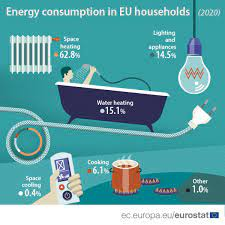 Energy consumption in EU households (2020)
Space
heating
62.8%
Lighting
and
appliances
14.5%
Water heating
15.1%
Space
cooling
0.4%
Cooking
6.1%
Other
1.0%
ec.europa.eu/eurostat